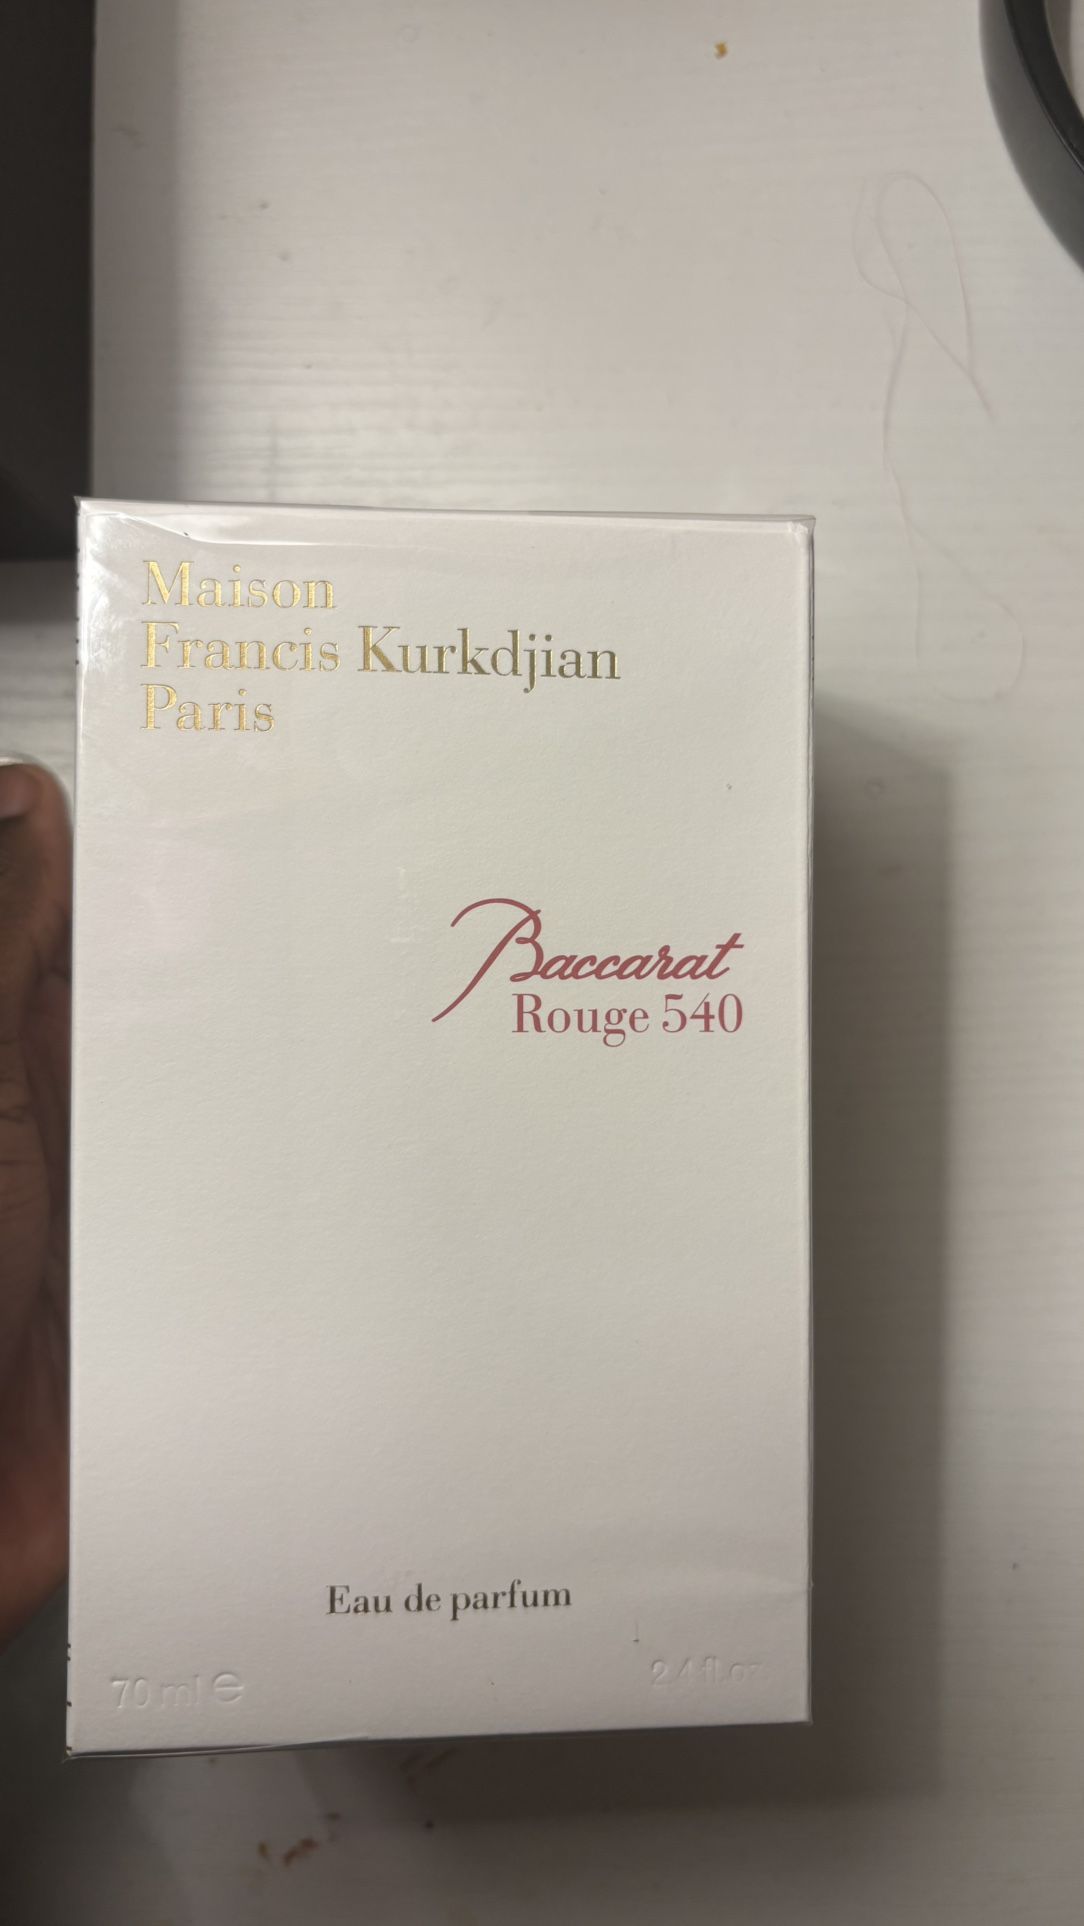 Maison
Francis Kurkdjian
Paris
Baccarat
Rouge 540
Eau de parfum
70 ml e
2.4 fl.oz